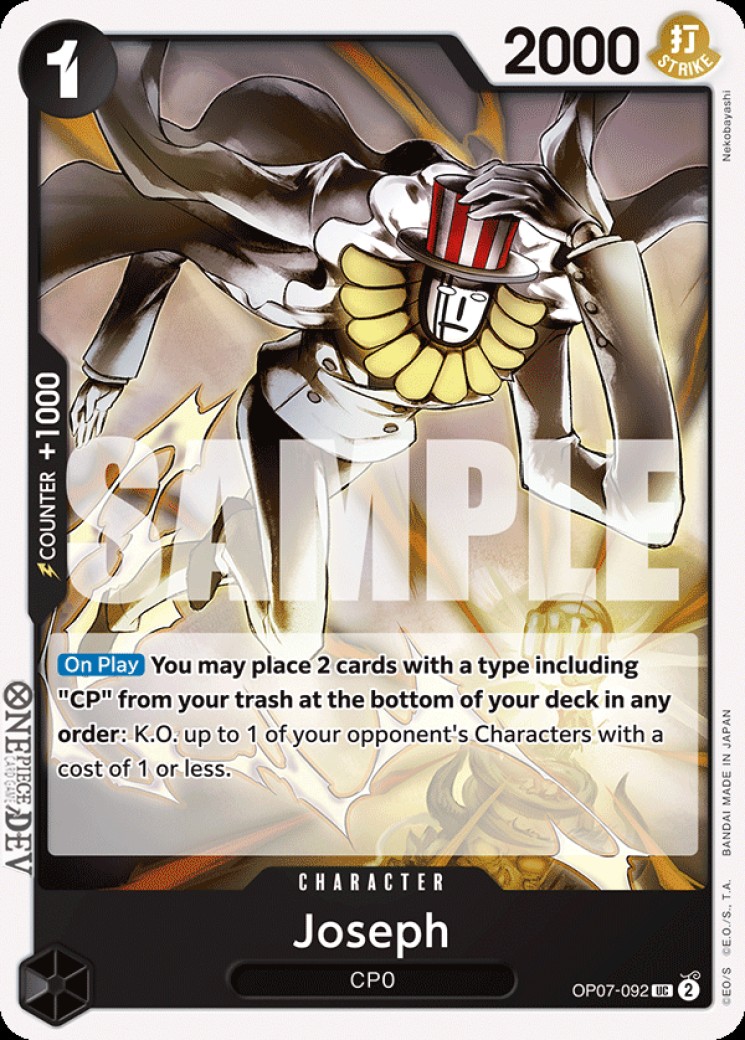 1
2000
打
STRIKE
Nekobayashi
COUNTER +1000
SAMPLE
On Play You may place 2 cards with a type including
"CP" from your trash at the bottom of your deck in any
order: K.O. up to 1 of your opponent's Characters with a
cost of 1 or less.
ONE PIECE
CARD GAME
/DEV
BANDAI MADE IN JAPAN
©E.O./S., T.A.
©EO/S
CHARACTER
Joseph
CP0
OP07-092 UC 2